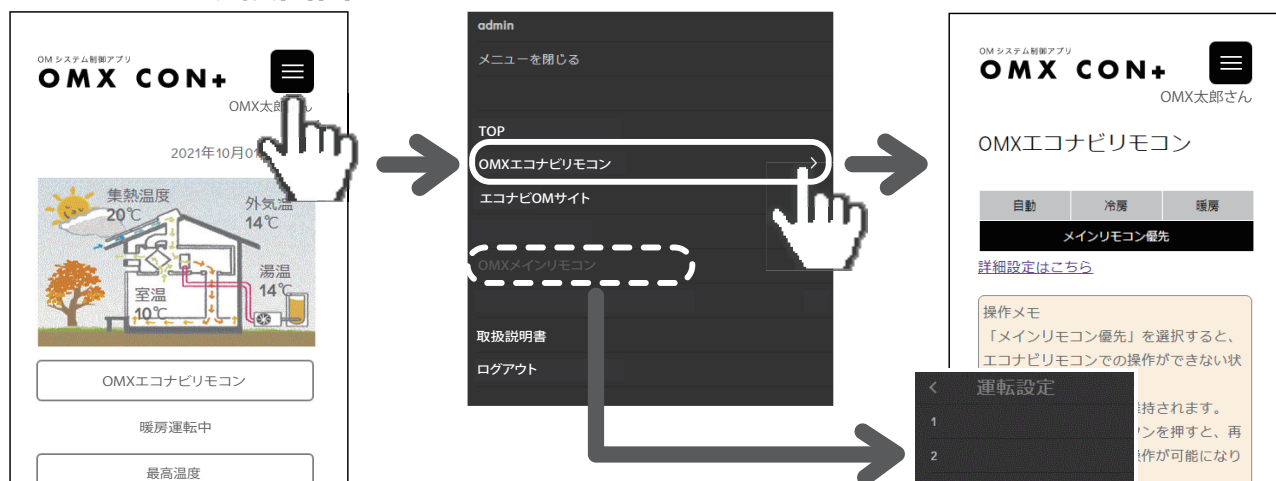 OMシステム制御アプリ
OMX CON+
OMX太郎さん
2021年10月01
集熱温度
20℃
外気温
14℃
湯温
14℃
室温
10℃
OMXエコナビリモコン
暖房運転中
最高温度
admin
メニューを閉じる
TOP
OMXエコナビリモコン
エコナビOMサイト
OMXメインリモコン
取扱説明書
ログアウト
OMシステム制御アプリ
OMX CON+
OMX太郎さん
OMXエコナビリモコン
自動 冷房 暖房
メインリモコン優先
詳細設定はこちら
操作メモ
「メインリモコン優先」を選択すると、
エコナビリモコンでの操作ができない状
持されます。
ンを押すと、再
作が可能になり
運転設定
1
2